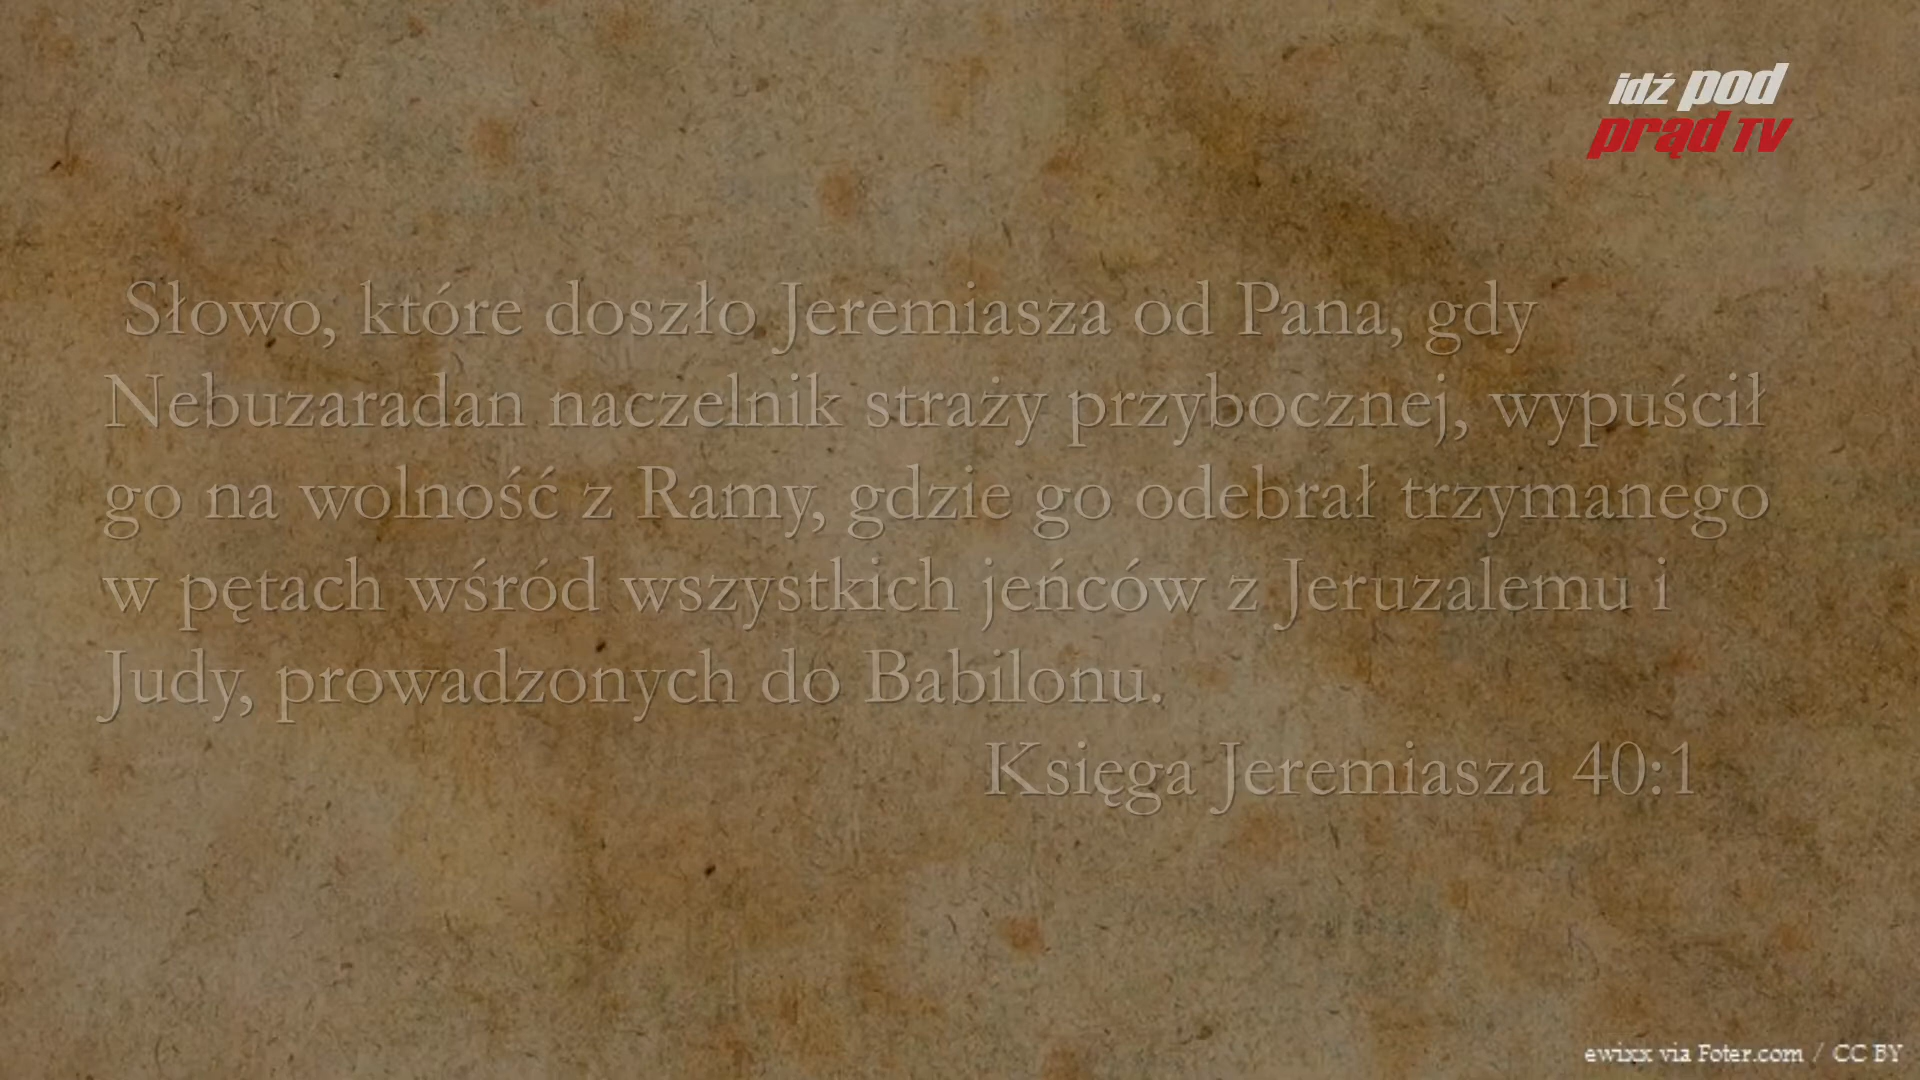 idź pod
prąd TV
Słowo, które doszło Jeremiasza od Pana, gdy
Nebuzaradan naczelnik straży przybocznej, wypuścił
go na wolność z Ramy, gdzie go odebrał trzymanego
w pętach wśród wszystkich jeńców z Jeruzalemu i
Judy, prowadzonych do Babilonu.
Księga Jeremiasza 40:1
ewixx via Foter.com / CC BY